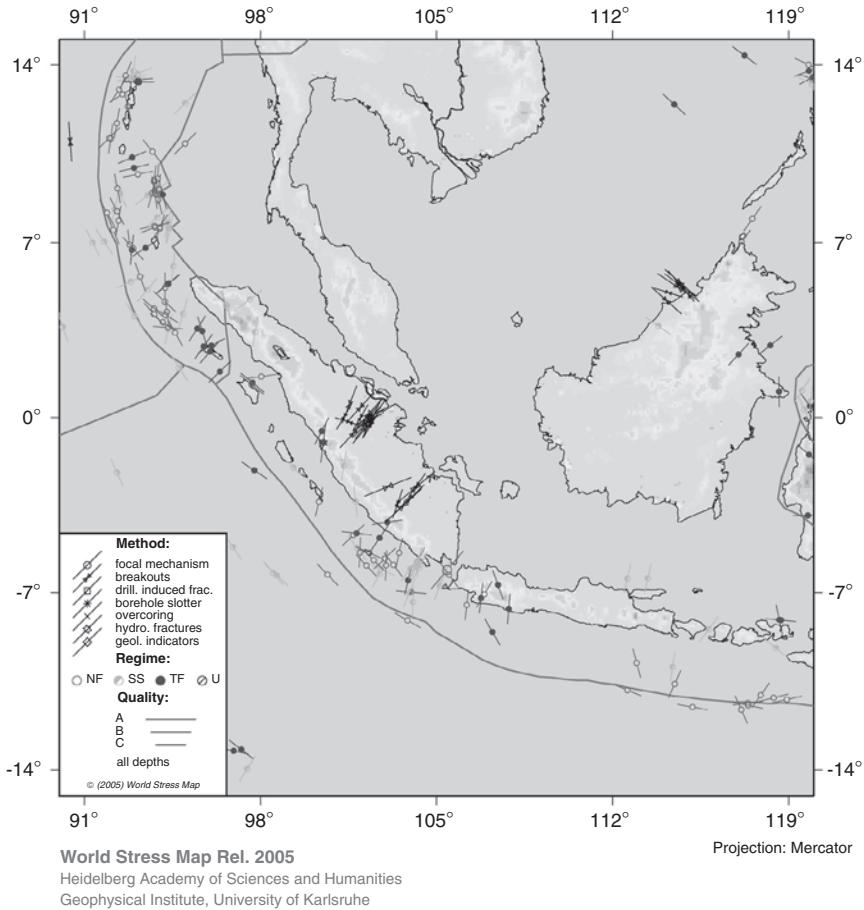 91° 98° 105° 112° 119°
14° 14°
7° 7°
0° 0°
-7° -7°
-14° -14°
Method:
focal mechanism
breakouts
drill. induced frac.
borehole slotter
overcoring
hydro. fractures
geol. indicators
Regime:
NF SS TF U
Quality:
A
B
C
all depths
© (2005) World Stress Map
91° 98° 105° 112° 119°
Projection: Mercator
World Stress Map Rel. 2005
Heidelberg Academy of Sciences and Humanities
Geophysical Institute, University of Karlsruhe